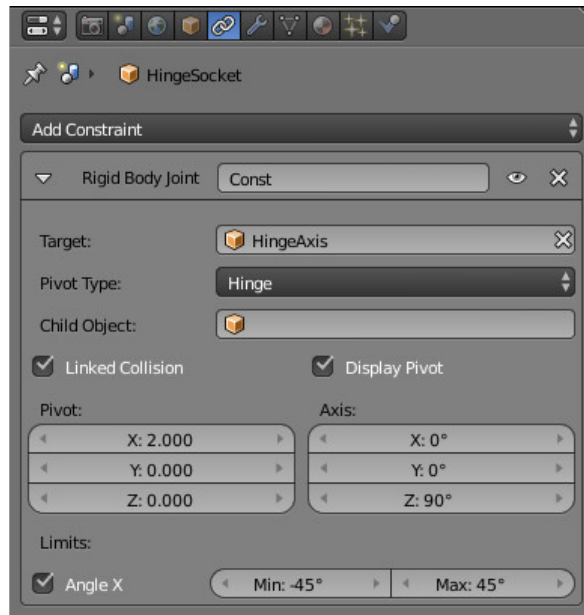 HingeSocket
Add Constraint
Rigid Body Joint Const
Target: HingeAxis
Pivot Type: Hinge
Child Object:
Linked Collision Display Pivot
Pivot: Axis:
X: 2.000 X: 0°
Y: 0.000 Y: 0°
Z: 0.000 Z: 90°
Limits:
Angle X Min: -45° Max: 45°